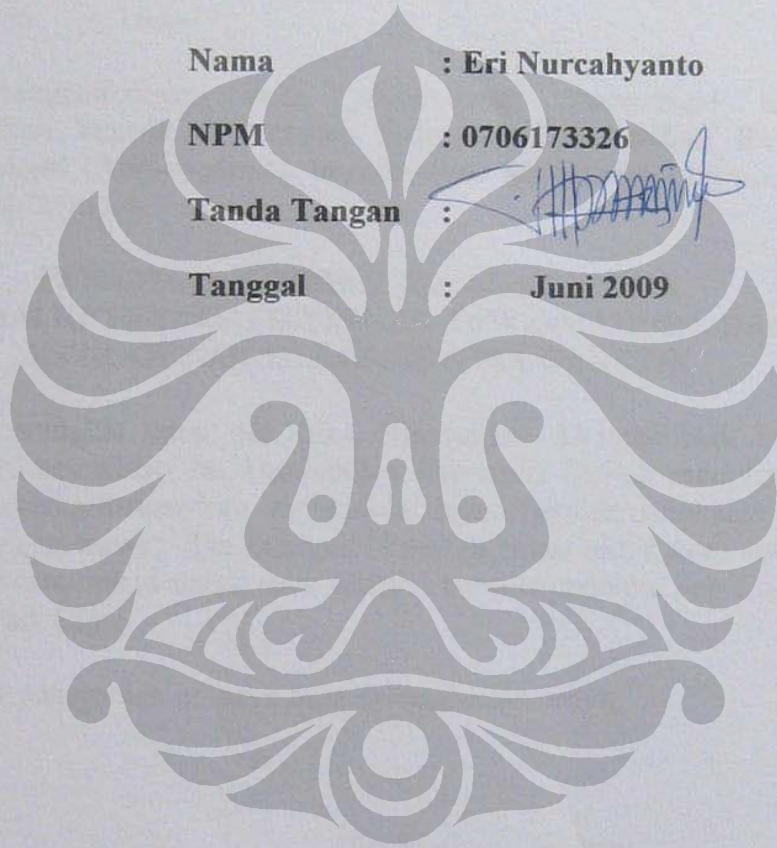 Nama : Eri Nurcahyanto
NPM : 0706173326
Tanda Tangan :
Tanggal : Juni 2009